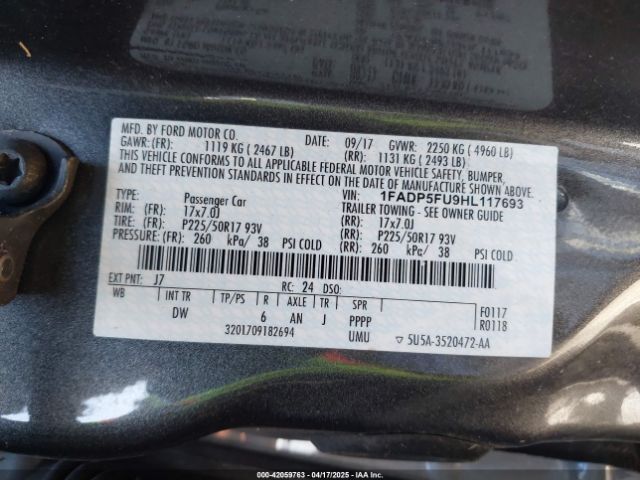 MFD. BY FORD MOTOR CO.
DATE: 09/17 GVWR: 2250 KG ( 4960 LB)
GAWR: (FR): 1119 KG ( 2467 LB) (RR): 1131 KG ( 2493 LB)
THIS VEHICLE CONFORMS TO ALL APPLICABLE FEDERAL MOTOR VEHICLE SAFETY, BUMPER,
AND THEFT PREVENTION STANDARDS IN EFFECT ON THE DATE OF MANUFACTURE SHOWN ABOVE.
VIN: 1FADP5FU9HL117693
TYPE: Passenger Car TRAILER TOWING - SEE OWNER GUIDE
RIM: (FR): 17x7.0J (RR): 17x7.0J
TIRE: (FR): P225/50R17 93V (RR): P225/50R17 93V
PRESSURE: (FR): 260 kPa/ 38 PSI COLD (RR): 260 kPa/ 38 PSI COLD
EXT PNT: J7 RC: 24 DSO:
WB INT TR TP/PS R AXLE TR SPR F0117
DW 6 AN J PPPP R0118
3201709182694 UMU ▽ 5U5A-3520472-AA
000-42059763 - 04/17/2025 - IAA Inc.